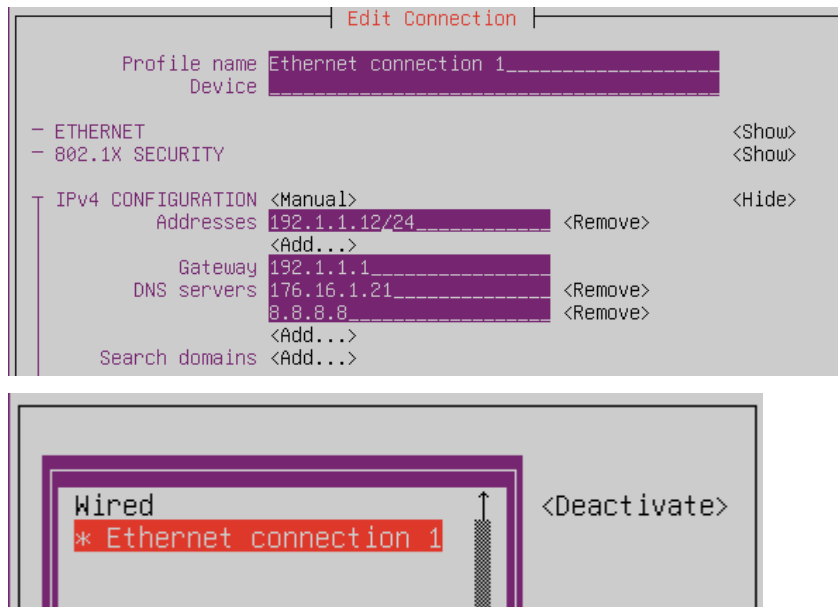 Edit Connection
Profile name Ethernet connection 1
Device
ETHERNET <Show>
802.1X SECURITY <Show>
IPv4 CONFIGURATION <Manual> <Hide>
Addresses 192.1.1.12/24 <Remove>
<Add...>
Gateway 192.1.1.1
DNS servers 176.16.1.21 <Remove>
8.8.8.8 <Remove>
<Add...>
Search domains <Add...>
Wired ↑ <Deactivate>
* Ethernet connection 1